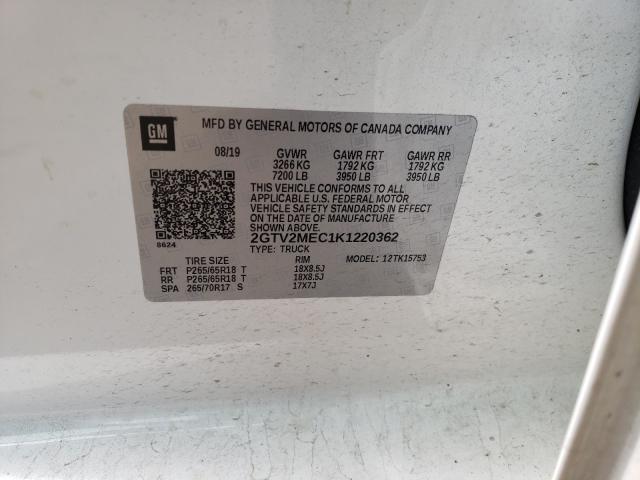 GM
MFD BY GENERAL MOTORS OF CANADA COMPANY
08/19 GVWR GAWR FRT GAWR RR
3266 KG 1792 KG 1792 KG
7200 LB 3950 LB 3950 LB
THIS VEHICLE CONFORMS TO ALL
APPLICABLE U.S. FEDERAL MOTOR
VEHICLE SAFETY STANDARDS IN EFFECT
ON THE DATE OF MANUFACTURE
SHOWN ABOVE.
2GTV2MEC1K1220362
8624 TYPE: TRUCK
TIRE SIZE RIM MODEL: 12TK15753
FRT P265/65R18 T 18X8.5J
RR P265/65R18 T 18X8.5J
SPA 265/70R17 S 17X7J